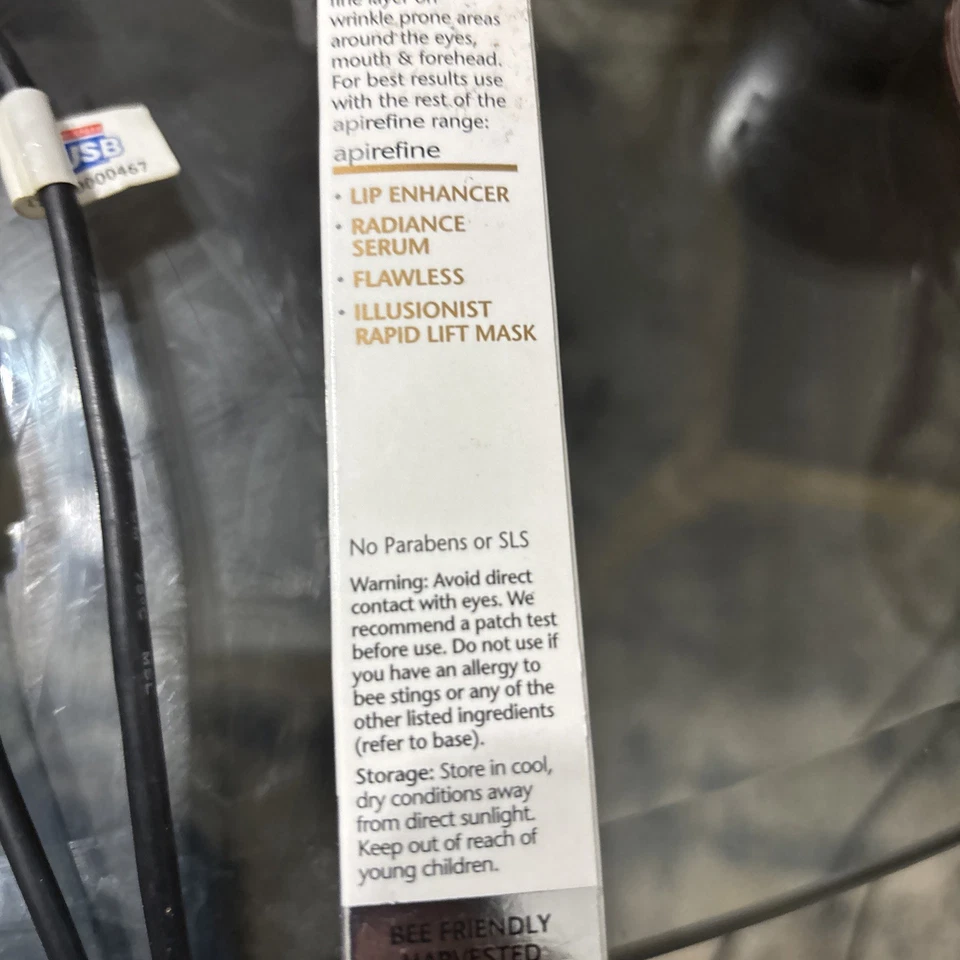 fine layer on
wrinkle prone areas
around the eyes,
mouth & forehead.
For best results use
with the rest of the
apirefine range:
apirefine
• LIP ENHANCER
• RADIANCE
SERUM
• FLAWLESS
• ILLUSIONIST
RAPID LIFT MASK
No Parabens or SLS
Warning: Avoid direct
contact with eyes. We
recommend a patch test
before use. Do not use if
you have an allergy to
bee stings or any of the
other listed ingredients
(refer to base).
Storage: Store in cool,
dry conditions away
from direct sunlight.
Keep out of reach of
young children.
BEE FRIENDLY
HARVESTED
USB